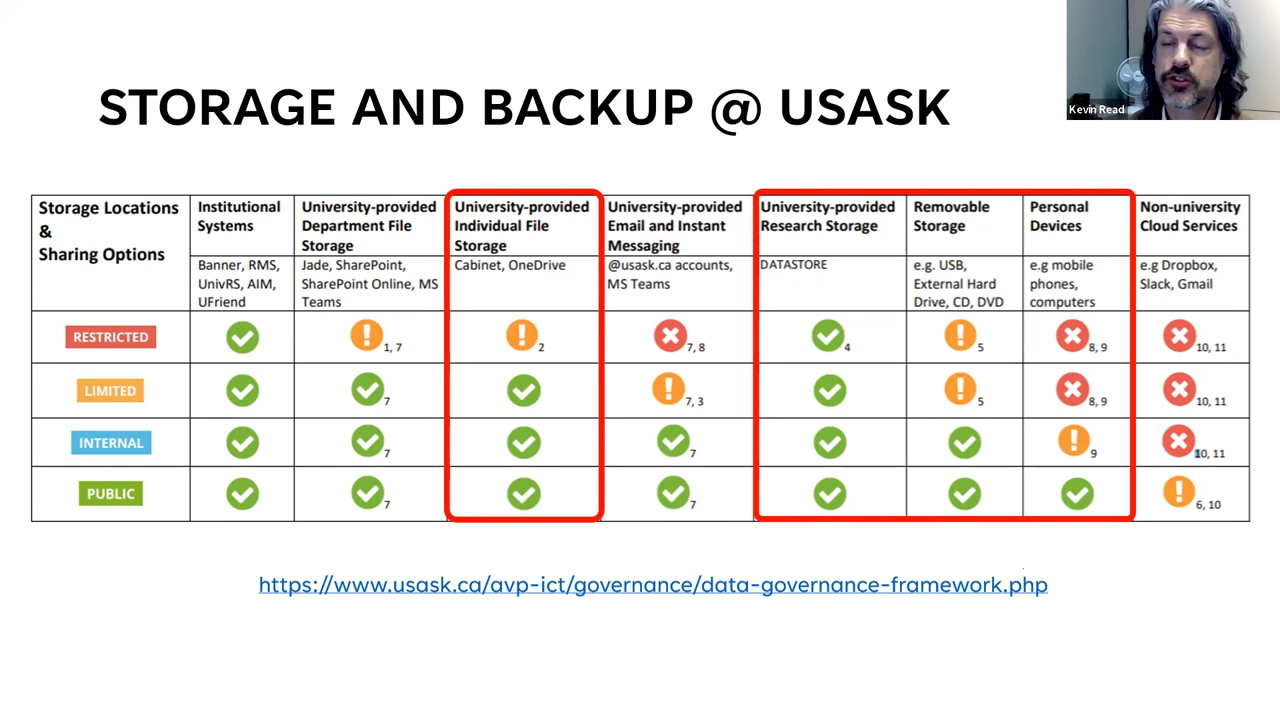 STORAGE AND BACKUP @ USASK
Kevin Read
Storage Locations
&
Sharing Options
Institutional
Systems
University-provided
Department File
Storage
University-provided
Individual File
Storage
University-provided
Email and Instant
Messaging
University-provided
Research Storage
Removable
Storage
Personal
Devices
Non-university
Cloud Services
Banner, RMS,
UnivRS, AIM,
UFriend
Jade, SharePoint,
SharePoint Online, MS
Teams
Cabinet, OneDrive
@usask.ca accounts,
MS Teams
DATASTORE
e.g. USB,
External Hard
Drive, CD, DVD
e.g mobile
phones,
computers
e.g Dropbox,
Slack, Gmail
RESTRICTED
1, 7
2
7, 8
4
5
8, 9
10, 11
LIMITED
7
7, 3
5
8, 9
10, 11
INTERNAL
7
7
9
10, 11
PUBLIC
7
7
6, 10
https://www.usask.ca/avp-ict/governance/data-governance-framework.php